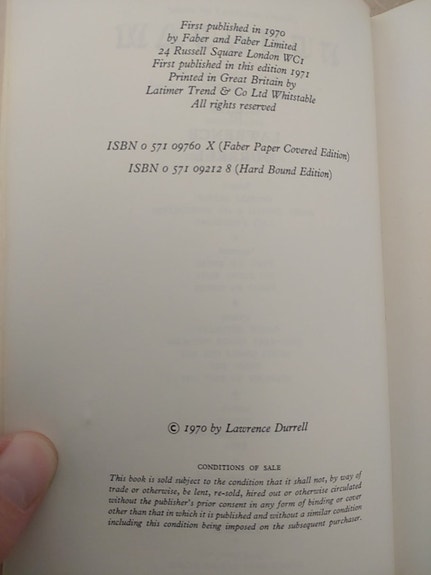 First published in 1970
by Faber and Faber Limited
24 Russell Square London WC1
First published in this edition 1971
Printed in Great Britain by
Latimer Trend & Co Ltd Whitstable
All rights reserved
ISBN 0 571 09760 X (Faber Paper Covered Edition)
ISBN 0 571 09212 8 (Hard Bound Edition)
© 1970 by Lawrence Durrell
CONDITIONS OF SALE
This book is sold subject to the condition that it shall not, by way of
trade or otherwise, be lent, re-sold, hired out or otherwise circulated
without the publisher's prior consent in any form of binding or cover
other than that in which it is published and without a similar condition
including this condition being imposed on the subsequent purchaser.